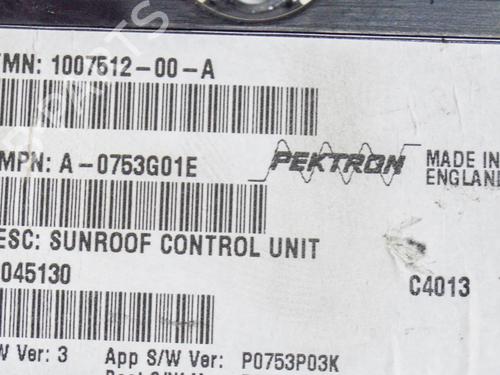 TMN: 1007512-00-A
MPN: A-0753G01E
PEKTRON
MADE IN
ENGLAND
ESC: SUNROOF CONTROL UNIT
045130
C4013
W Ver: 3 App S/W Ver: P0753P03K